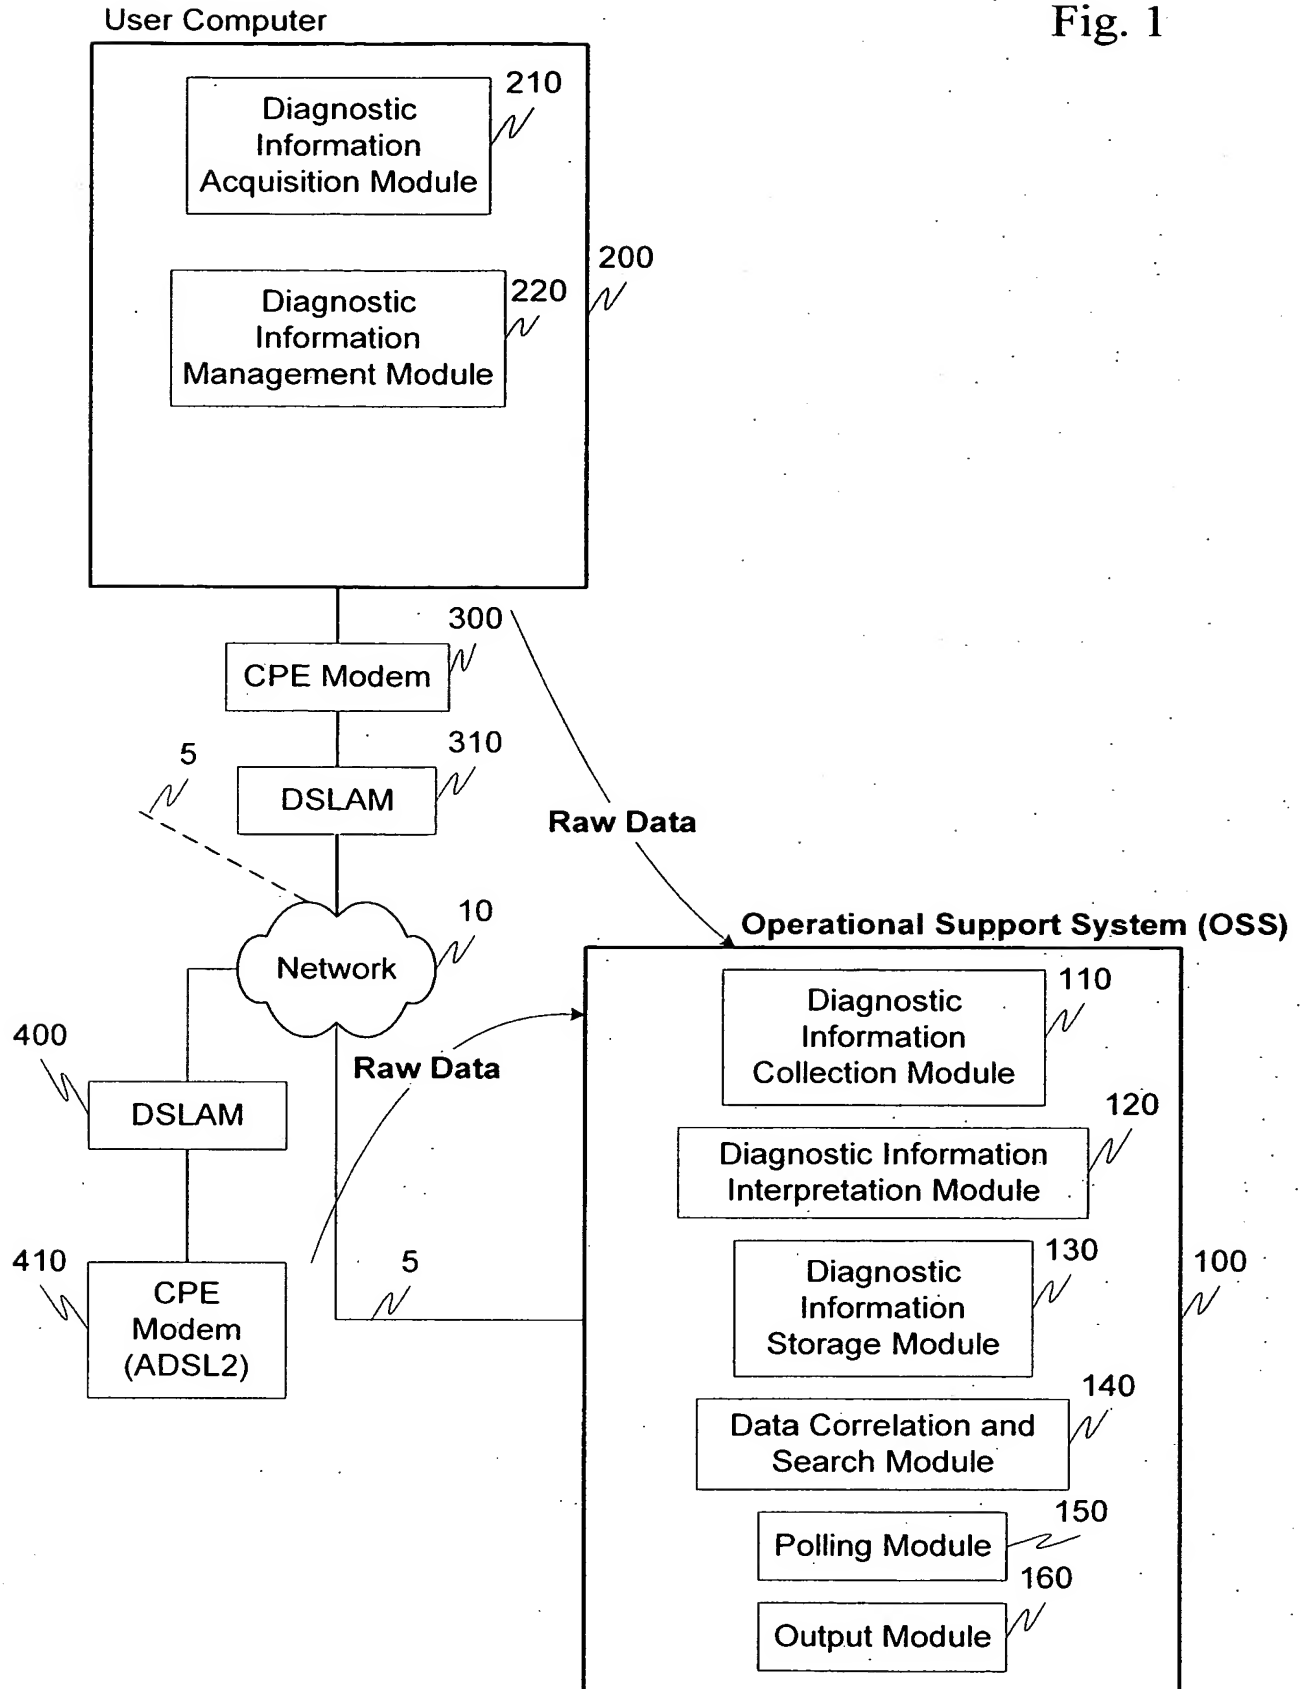 User Computer
Fig. 1
210
Diagnostic
Information
Acquisition Module
200
220
Diagnostic
Information
Management Module
300
CPE Modem
310
5
DSLAM
Raw Data
10
Network
Operational Support System (OSS)
110
Diagnostic
Information
Collection Module
400
Raw Data
DSLAM
120
Diagnostic Information
Interpretation Module
410
CPE
Modem
(ADSL2)
5
130
Diagnostic
Information
Storage Module
100
140
Data Correlation and
Search Module
150
Polling Module
160
Output Module